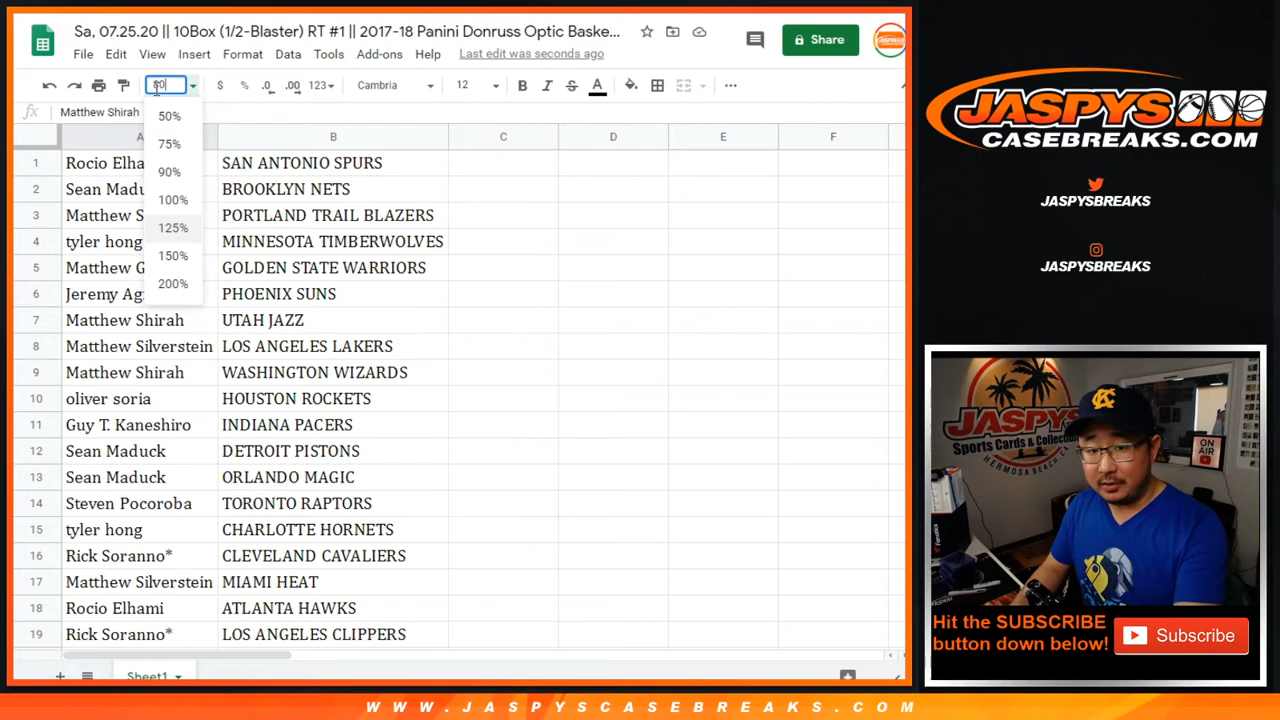 Sa, 07.25.20 || 10Box (1/2-Blaster) RT #1 || 2017-18 Panini Donruss Optic Baske...
File Edit View Insert Format Data Tools Add-ons Help Last edit was seconds ago
Share
$ % .0 .00 123 Cambria 12 B I S A
fx Matthew Shirah
50%
75%
90%
100%
125%
150%
200%
A B C D E F
1 Rocio Elha SAN ANTONIO SPURS
2 Sean Madu BROOKLYN NETS
3 Matthew S PORTLAND TRAIL BLAZERS
4 tyler hong MINNESOTA TIMBERWOLVES
5 Matthew G GOLDEN STATE WARRIORS
6 Jeremy Ag PHOENIX SUNS
7 Matthew Shirah UTAH JAZZ
8 Matthew Silverstein LOS ANGELES LAKERS
9 Matthew Shirah WASHINGTON WIZARDS
10 oliver soria HOUSTON ROCKETS
11 Guy T. Kaneshiro INDIANA PACERS
12 Sean Maduck DETROIT PISTONS
13 Sean Maduck ORLANDO MAGIC
14 Steven Pocoroba TORONTO RAPTORS
15 tyler hong CHARLOTTE HORNETS
16 Rick Soranno* CLEVELAND CAVALIERS
17 Matthew Silverstein MIAMI HEAT
18 Rocio Elhami ATLANTA HAWKS
19 Rick Soranno* LOS ANGELES CLIPPERS
Sheet1
JASPYS
CASEBREAKS.COM
JASPYSBREAKS
JASPYSBREAKS
JASPYS
Sports Cards & Collectib
HERMOSA BEACH, CA
ON
AIR
Hit the SUBSCRIBE
button down below!
Subscribe
WWW.JASPYSCASEBREAKS.COM